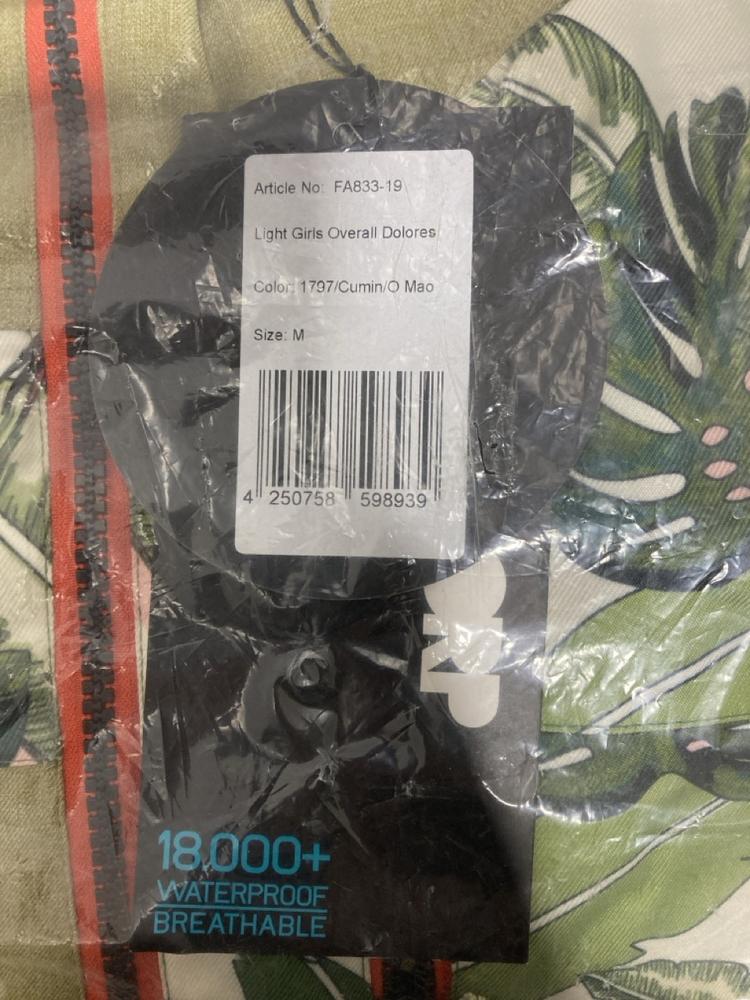 Article No: FA833-19
Light Girls Overall Dolores
Color: 1797/Cumin/O Mao
Size: M
4 250758 598939
18.000+
WATERPROOF
BREATHABLE